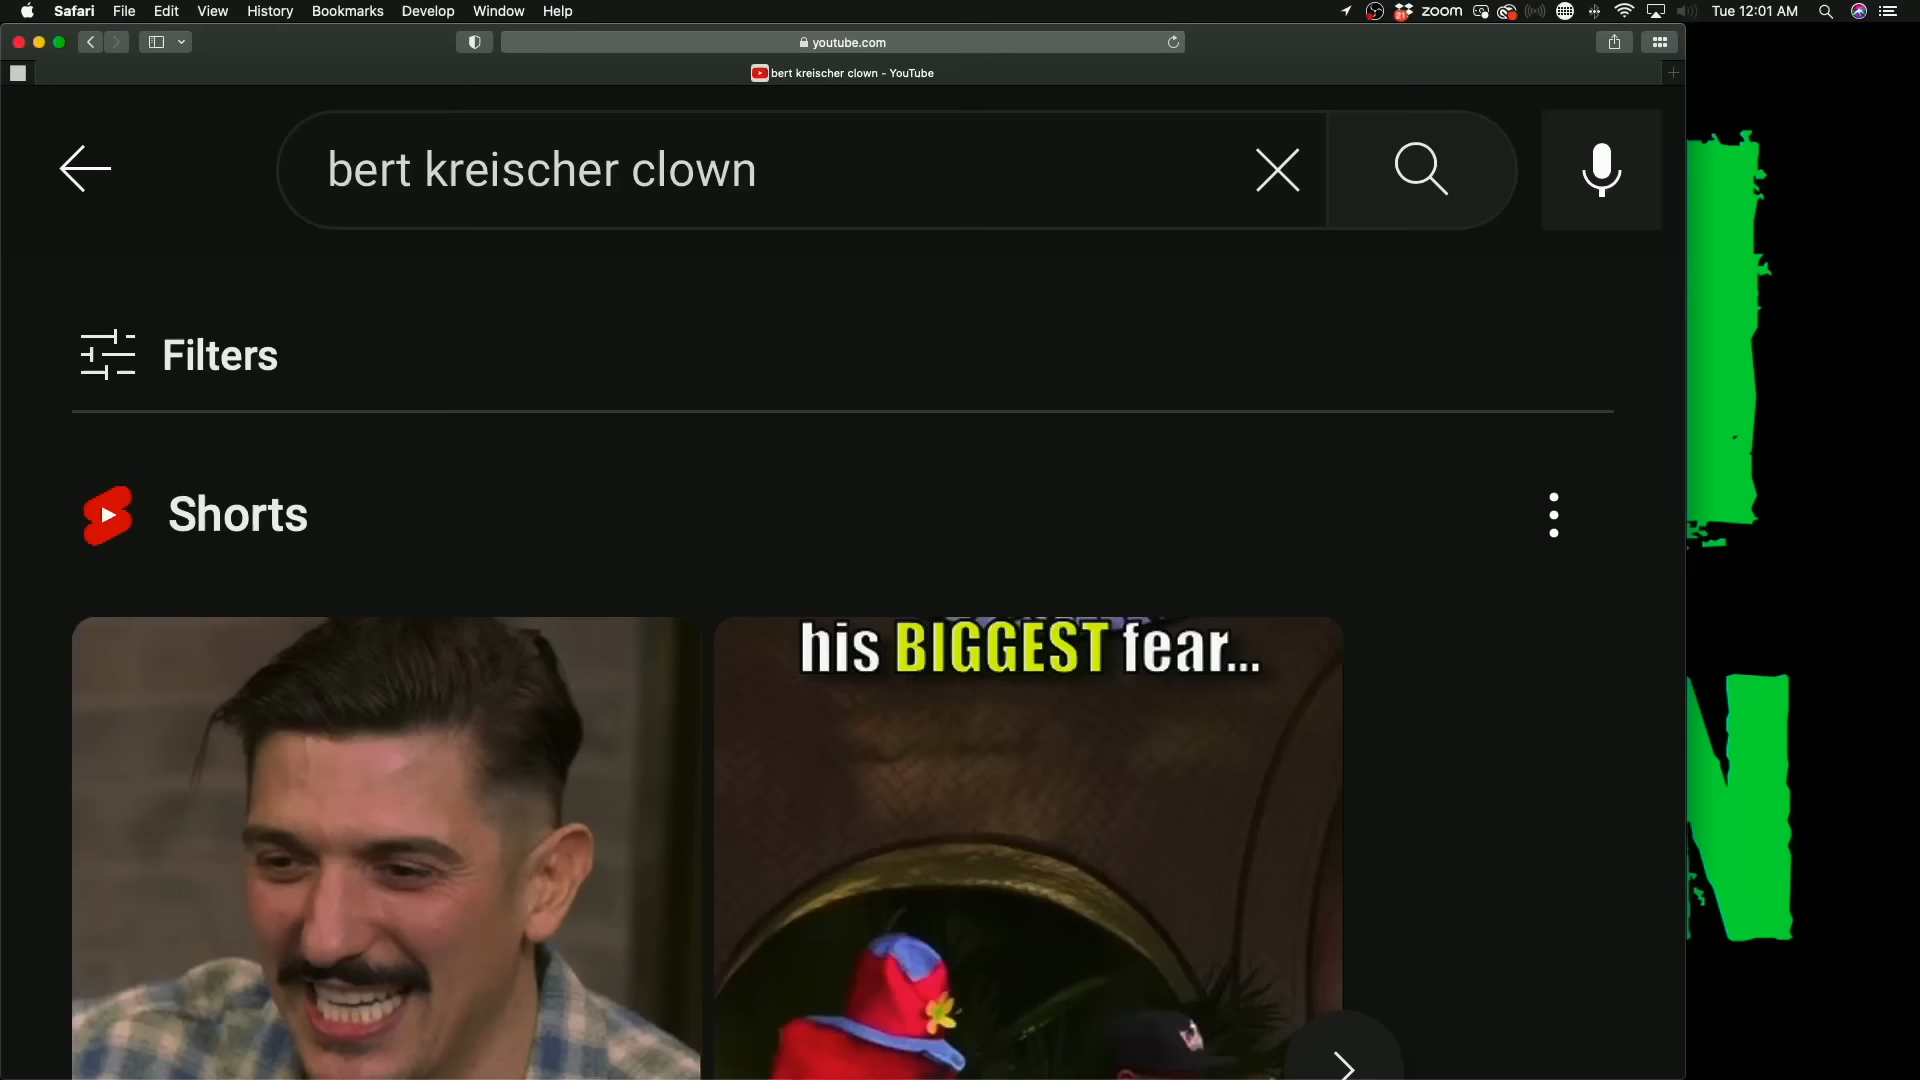 Safari File Edit View History Bookmarks Develop Window Help
21 zoom Tue 12:01 AM
youtube.com
bert kreischer clown - YouTube
bert kreischer clown
Filters
Shorts
his BIGGEST fear...
N